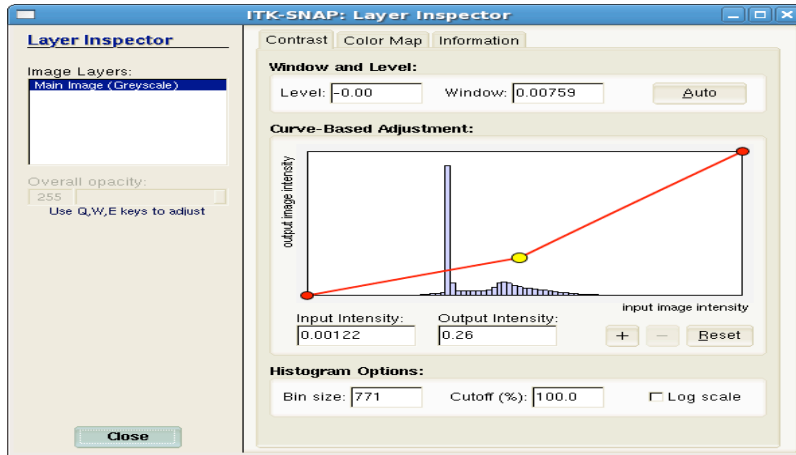 ITK-SNAP: Layer Inspector
Layer Inspector
Image Layers:
Main Image (Greyscale)
Overall opacity:
255
Use Q,W,E keys to adjust
Close
Contrast Color Map Information
Window and Level:
Level: -0.00 Window: 0.00759 Auto
Curve-Based Adjustment:
output image intensity
input image intensity
Input Intensity: Output Intensity:
0.00122 0.26 + − Reset
Histogram Options:
Bin size: 771 Cutoff (%): 100.0 Log scale